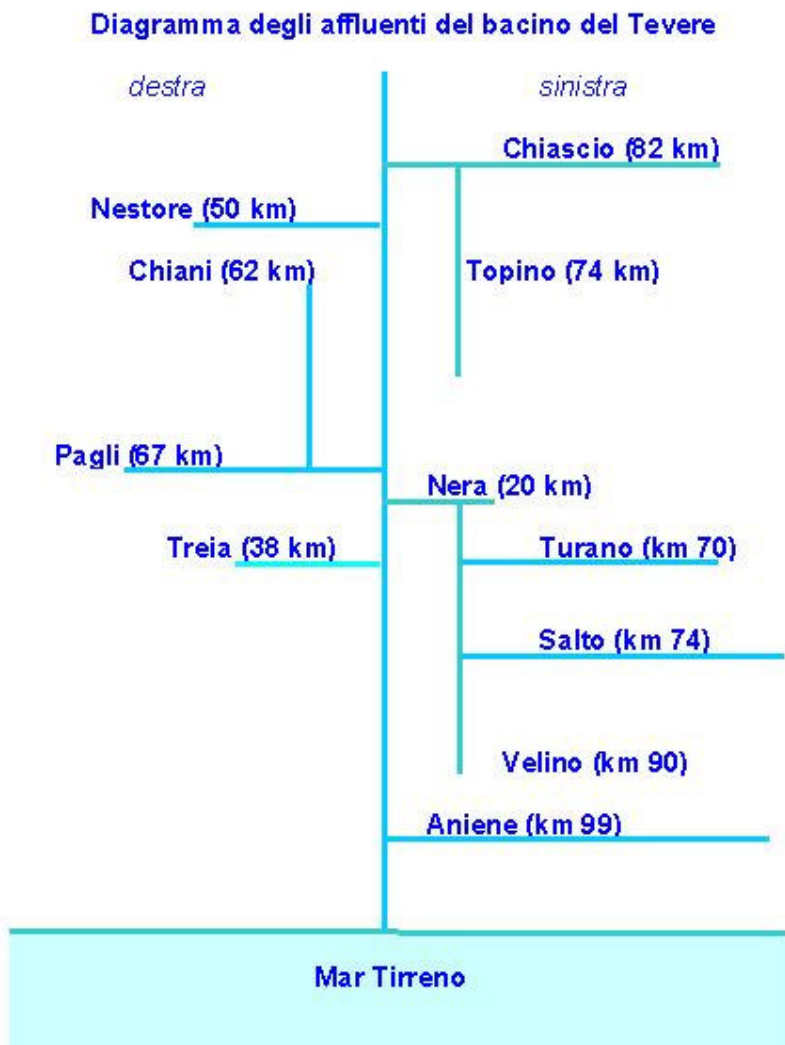 Diagramma degli affluenti del bacino del Tevere
destra
sinistra
Chiascio (82 km)
Nestore (50 km)
Chiani (62 km)
Topino (74 km)
Pagli (67 km)
Nera (20 km)
Treia (38 km)
Turano (km 70)
Salto (km 74)
Velino (km 90)
Aniene (km 99)
Mar Tirreno